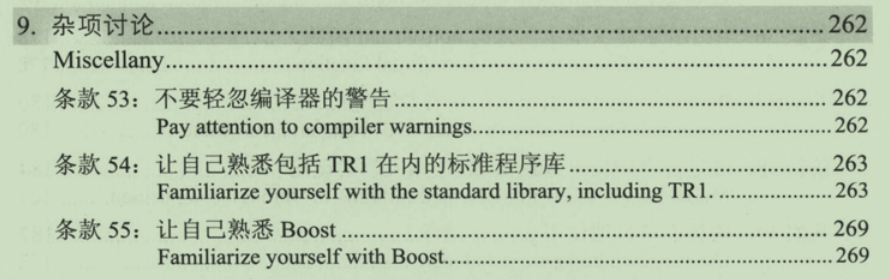 9. 杂项讨论........................................262
Miscellany........................................262
条款 53：不要轻忽编译器的警告........................................262
Pay attention to compiler warnings........................................262
条款 54：让自己熟悉包括 TR1 在内的标准程序库........................................263
Familiarize yourself with the standard library, including TR1. ....................263
条款 55：让自己熟悉 Boost ........................................269
Familiarize yourself with Boost........................................269